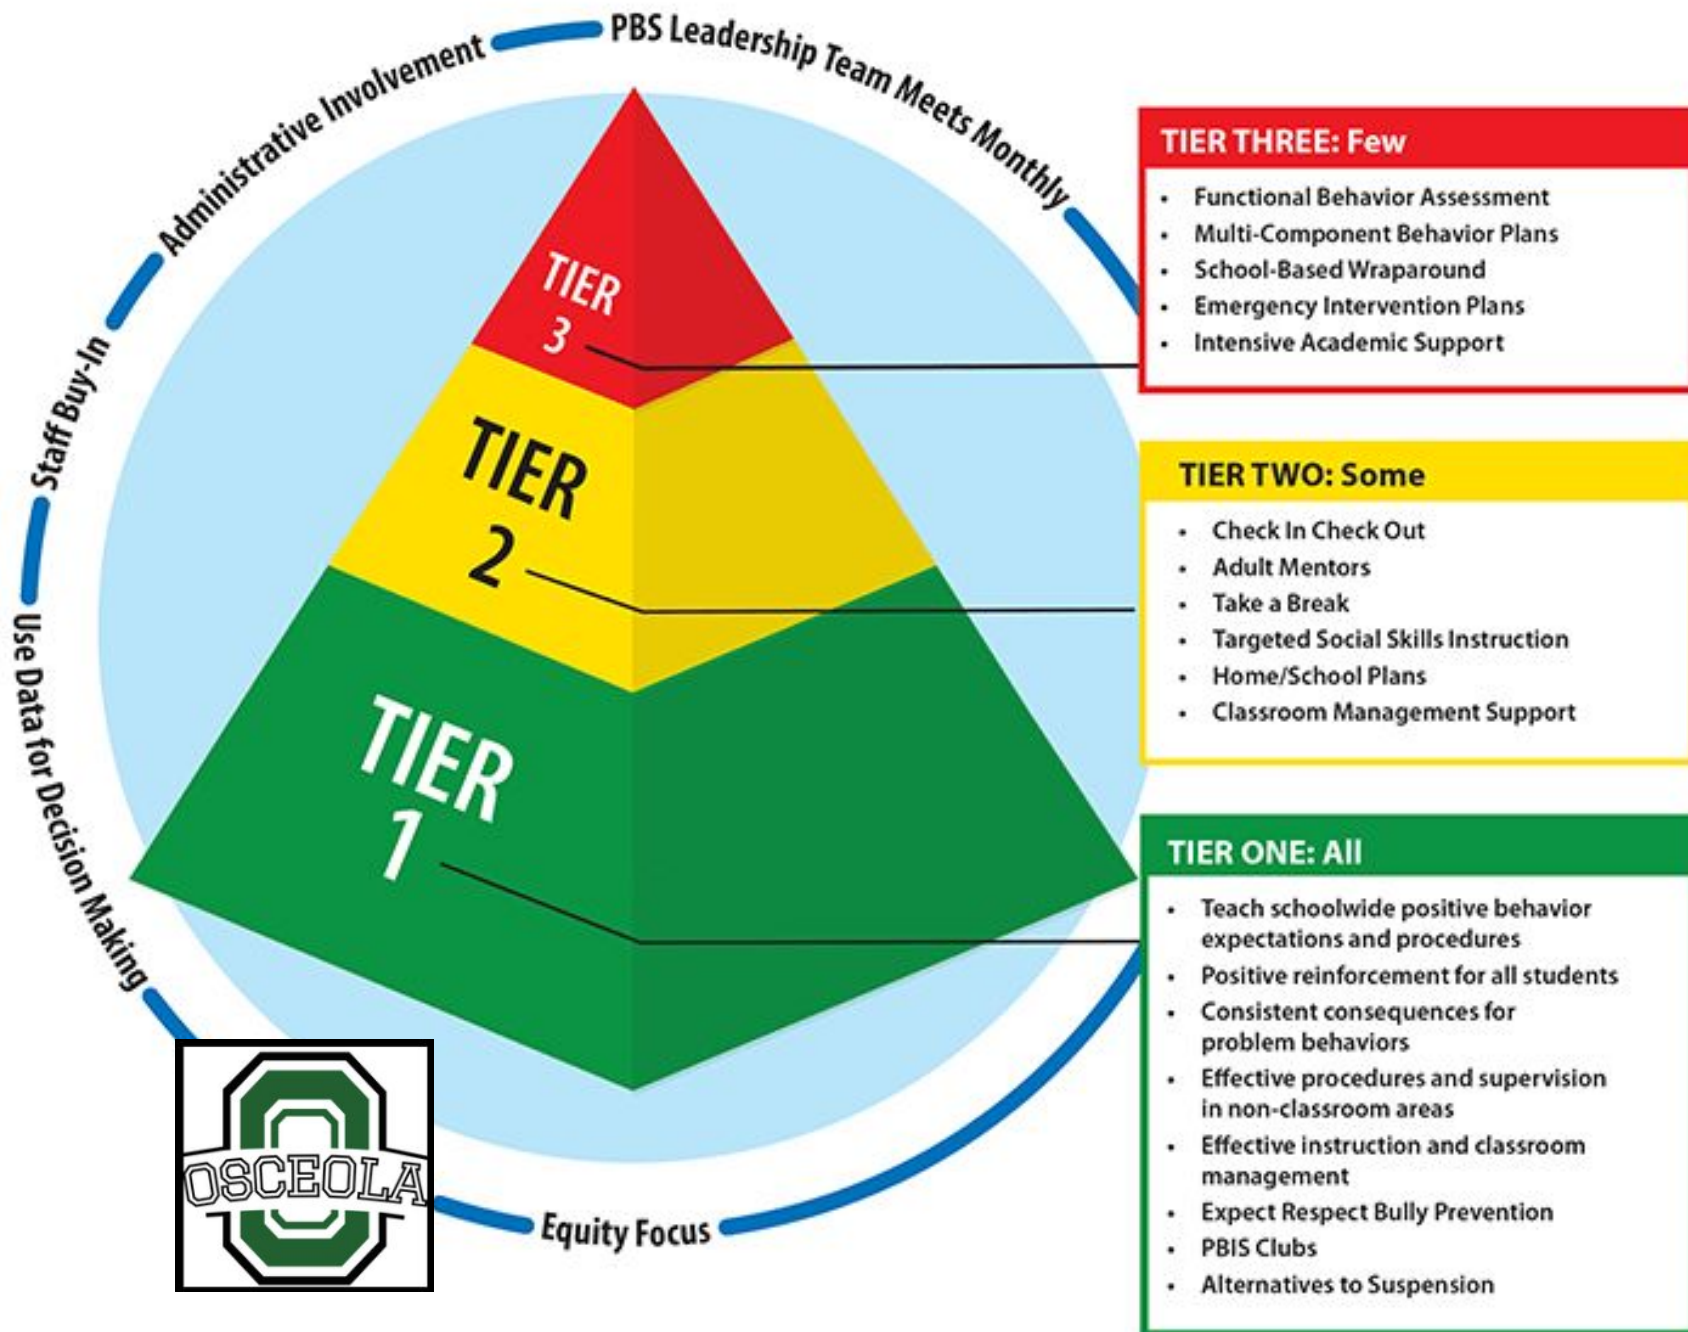 PBS Leadership Team Meets Monthly
Administrative Involvement
Staff Buy-In
Use Data for Decision Making
Equity Focus
TIER
3
TIER
2
TIER
1
OSCEOLA
TIER THREE: Few
• Functional Behavior Assessment
• Multi-Component Behavior Plans
• School-Based Wraparound
• Emergency Intervention Plans
• Intensive Academic Support
TIER TWO: Some
• Check In Check Out
• Adult Mentors
• Take a Break
• Targeted Social Skills Instruction
• Home/School Plans
• Classroom Management Support
TIER ONE: All
• Teach schoolwide positive behavior
expectations and procedures
• Positive reinforcement for all students
• Consistent consequences for
problem behaviors
• Effective procedures and supervision
in non-classroom areas
• Effective instruction and classroom
management
• Expect Respect Bully Prevention
• PBIS Clubs
• Alternatives to Suspension